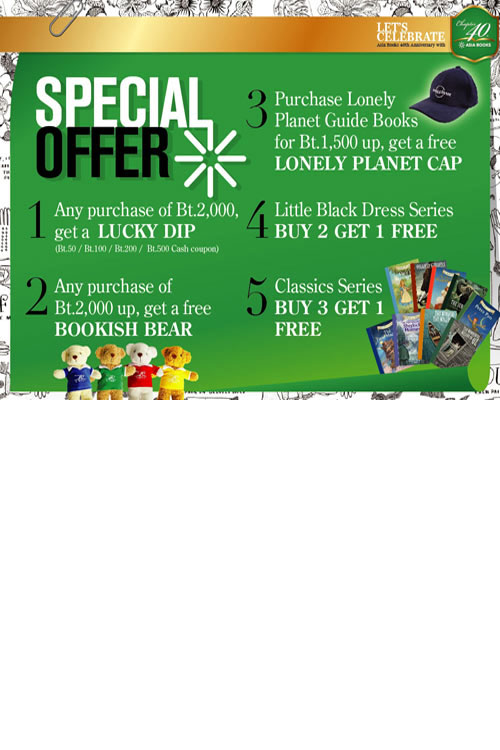 LET'S
CELEBRATE
Asia Books 40th Anniversary with
Chapter
40
ASIA BOOKS
SPECIAL
OFFER
1 Any purchase of Bt.2,000,
get a LUCKY DIP
(Bt.50 / Bt.100 / Bt.200 / Bt.500 Cash coupon)
2 Any purchase of
Bt.2,000 up, get a free
BOOKISH BEAR
3 Purchase Lonely
Planet Guide Books
for Bt.1,500 up, get a free
LONELY PLANET CAP
4 Little Black Dress Series
BUY 2 GET 1 FREE
5 Classics Series
BUY 3 GET 1
FREE